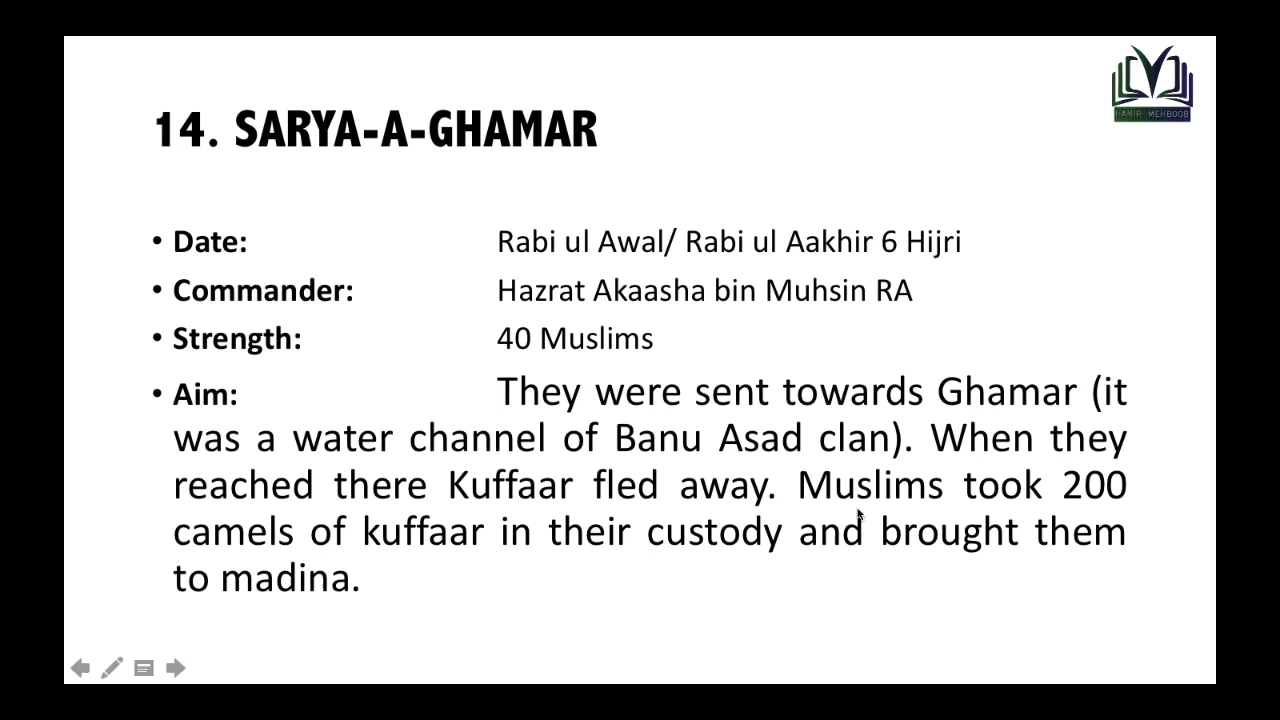 HAMIR MEHBOOB
14. SARYA-A-GHAMAR
• Date: Rabi ul Awal/ Rabi ul Aakhir 6 Hijri
• Commander: Hazrat Akaasha bin Muhsin RA
• Strength: 40 Muslims
• Aim: They were sent towards Ghamar (it
was a water channel of Banu Asad clan). When they
reached there Kuffaar fled away. Muslims took 200
camels of kuffaar in their custody and brought them
to madina.